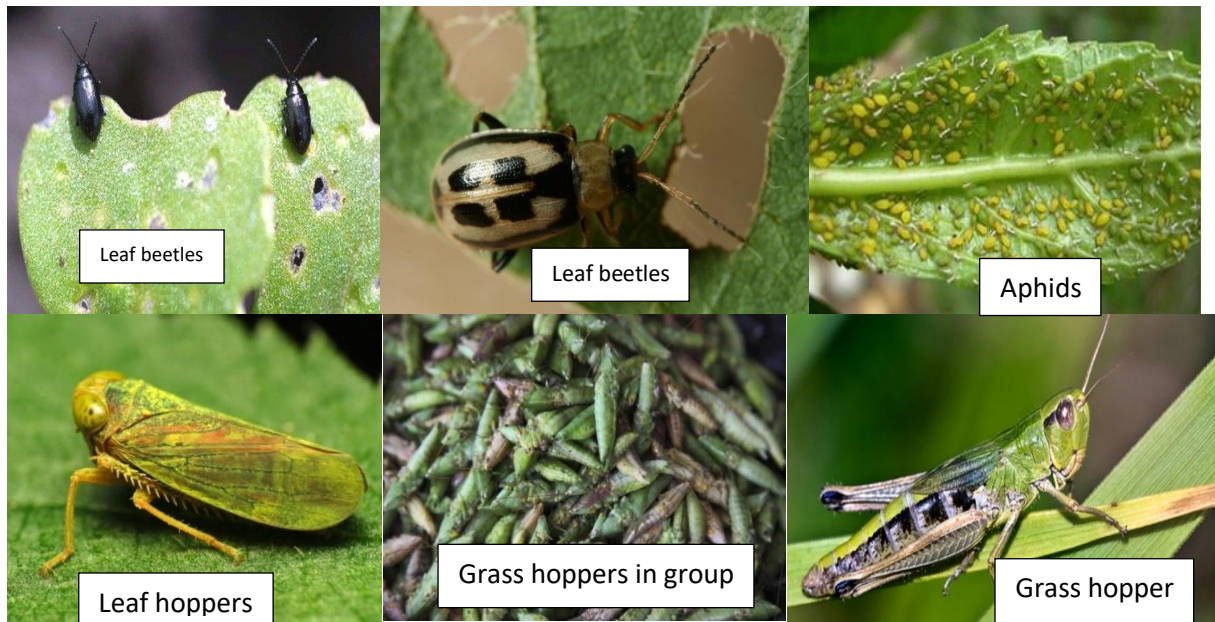 Leaf beetles
Leaf beetles
Aphids
Leaf hoppers
Grass hoppers in group
Grass hopper